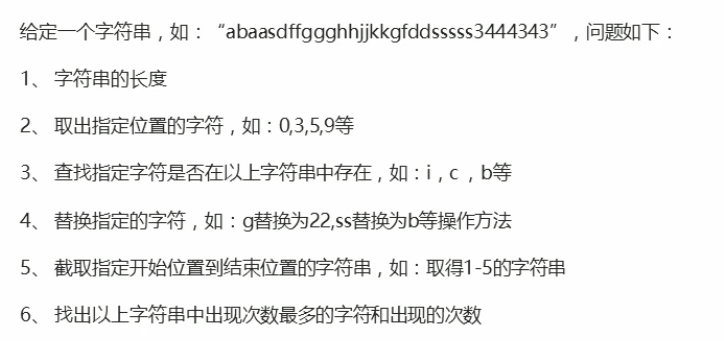 给定一个字符串，如：“abaasdffggghhjjkkgfddsssss3444343”，问题如下：
1、 字符串的长度
2、 取出指定位置的字符，如：0,3,5,9等
3、 查找指定字符是否在以上字符串中存在，如：i，c ，b等
4、 替换指定的字符，如：g替换为22,ss替换为b等操作方法
5、 截取指定开始位置到结束位置的字符串，如：取得1-5的字符串
6、 找出以上字符串中出现次数最多的字符和出现的次数